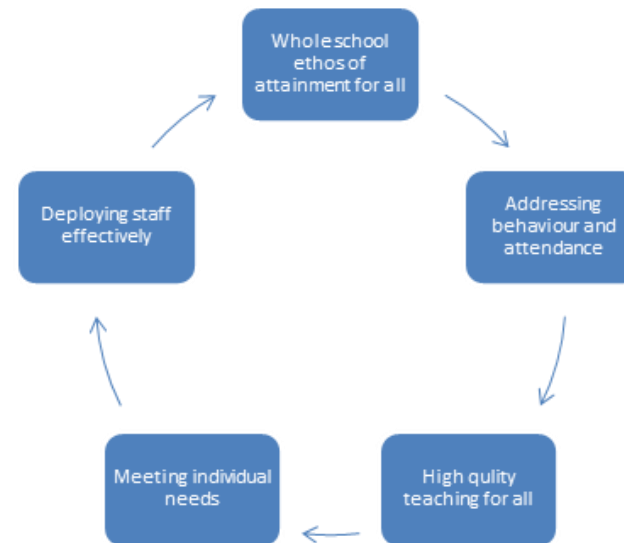 Whole school
ethos of
attainment for all
Addressing
behaviour and
attendance
High qulity
teaching for all
Meeting individual
needs
Deploying staff
effectively